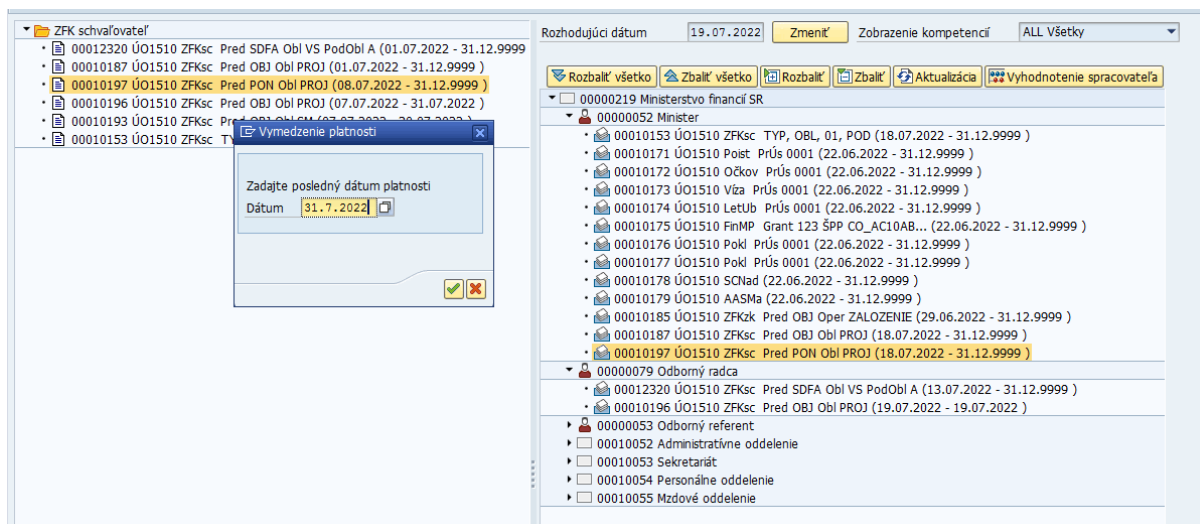 ZFK schvaľovateľ
00012320 ÚO1510 ZFKsc Pred SDFA Obl VS PodObl A (01.07.2022 - 31.12.9999
00010187 ÚO1510 ZFKsc Pred OBJ Obl PROJ (01.07.2022 - 31.12.9999 )
00010197 ÚO1510 ZFKsc Pred PON Obl PROJ (08.07.2022 - 31.12.9999 )
00010196 ÚO1510 ZFKsc Pred OBJ Obl PROJ (07.07.2022 - 31.07.2022 )
00010193 ÚO1510 ZFKsc
00010153 ÚO1510 ZFKsc
Vymedzenie platnosti
Zadajte posledný dátum platnosti
Dátum 31.7.2022
Rozhodujúci dátum 19.07.2022 Zmeniť Zobrazenie kompetencií ALL Všetky
Rozbaliť všetko Zbaliť všetko Rozbaliť Zbaliť Aktualizácia Vyhodnotenie spracovateľa
00000219 Ministerstvo financií SR
00000052 Minister
00010153 ÚO1510 ZFKsc TYP, OBL, 01, POD (18.07.2022 - 31.12.9999 )
00010171 ÚO1510 Poist PrÚs 0001 (22.06.2022 - 31.12.9999 )
00010172 ÚO1510 Očkov PrÚs 0001 (22.06.2022 - 31.12.9999 )
00010173 ÚO1510 Víza PrÚs 0001 (22.06.2022 - 31.12.9999 )
00010174 ÚO1510 LetUb PrÚs 0001 (22.06.2022 - 31.12.9999 )
00010175 ÚO1510 FinMP Grant 123 ŠPP CO_AC10AB... (22.06.2022 - 31.12.9999 )
00010176 ÚO1510 Pokl PrÚs 0001 (22.06.2022 - 31.12.9999 )
00010177 ÚO1510 Pokl PrÚs 0001 (22.06.2022 - 31.12.9999 )
00010178 ÚO1510 SCNad (22.06.2022 - 31.12.9999 )
00010179 ÚO1510 AASMa (22.06.2022 - 31.12.9999 )
00010185 ÚO1510 ZFKzk Pred OBJ Oper ZALOZENIE (29.06.2022 - 31.12.9999 )
00010187 ÚO1510 ZFKsc Pred OBJ Obl PROJ (18.07.2022 - 31.12.9999 )
00010197 ÚO1510 ZFKsc Pred PON Obl PROJ (18.07.2022 - 31.12.9999 )
00000079 Odborný radca
00012320 ÚO1510 ZFKsc Pred SDFA Obl VS PodObl A (13.07.2022 - 31.12.9999 )
00010196 ÚO1510 ZFKsc Pred OBJ Obl PROJ (19.07.2022 - 19.07.2022 )
00000053 Odborný referent
00010052 Administratívne oddelenie
00010053 Sekretariát
00010054 Personálne oddelenie
00010055 Mzdové oddelenie